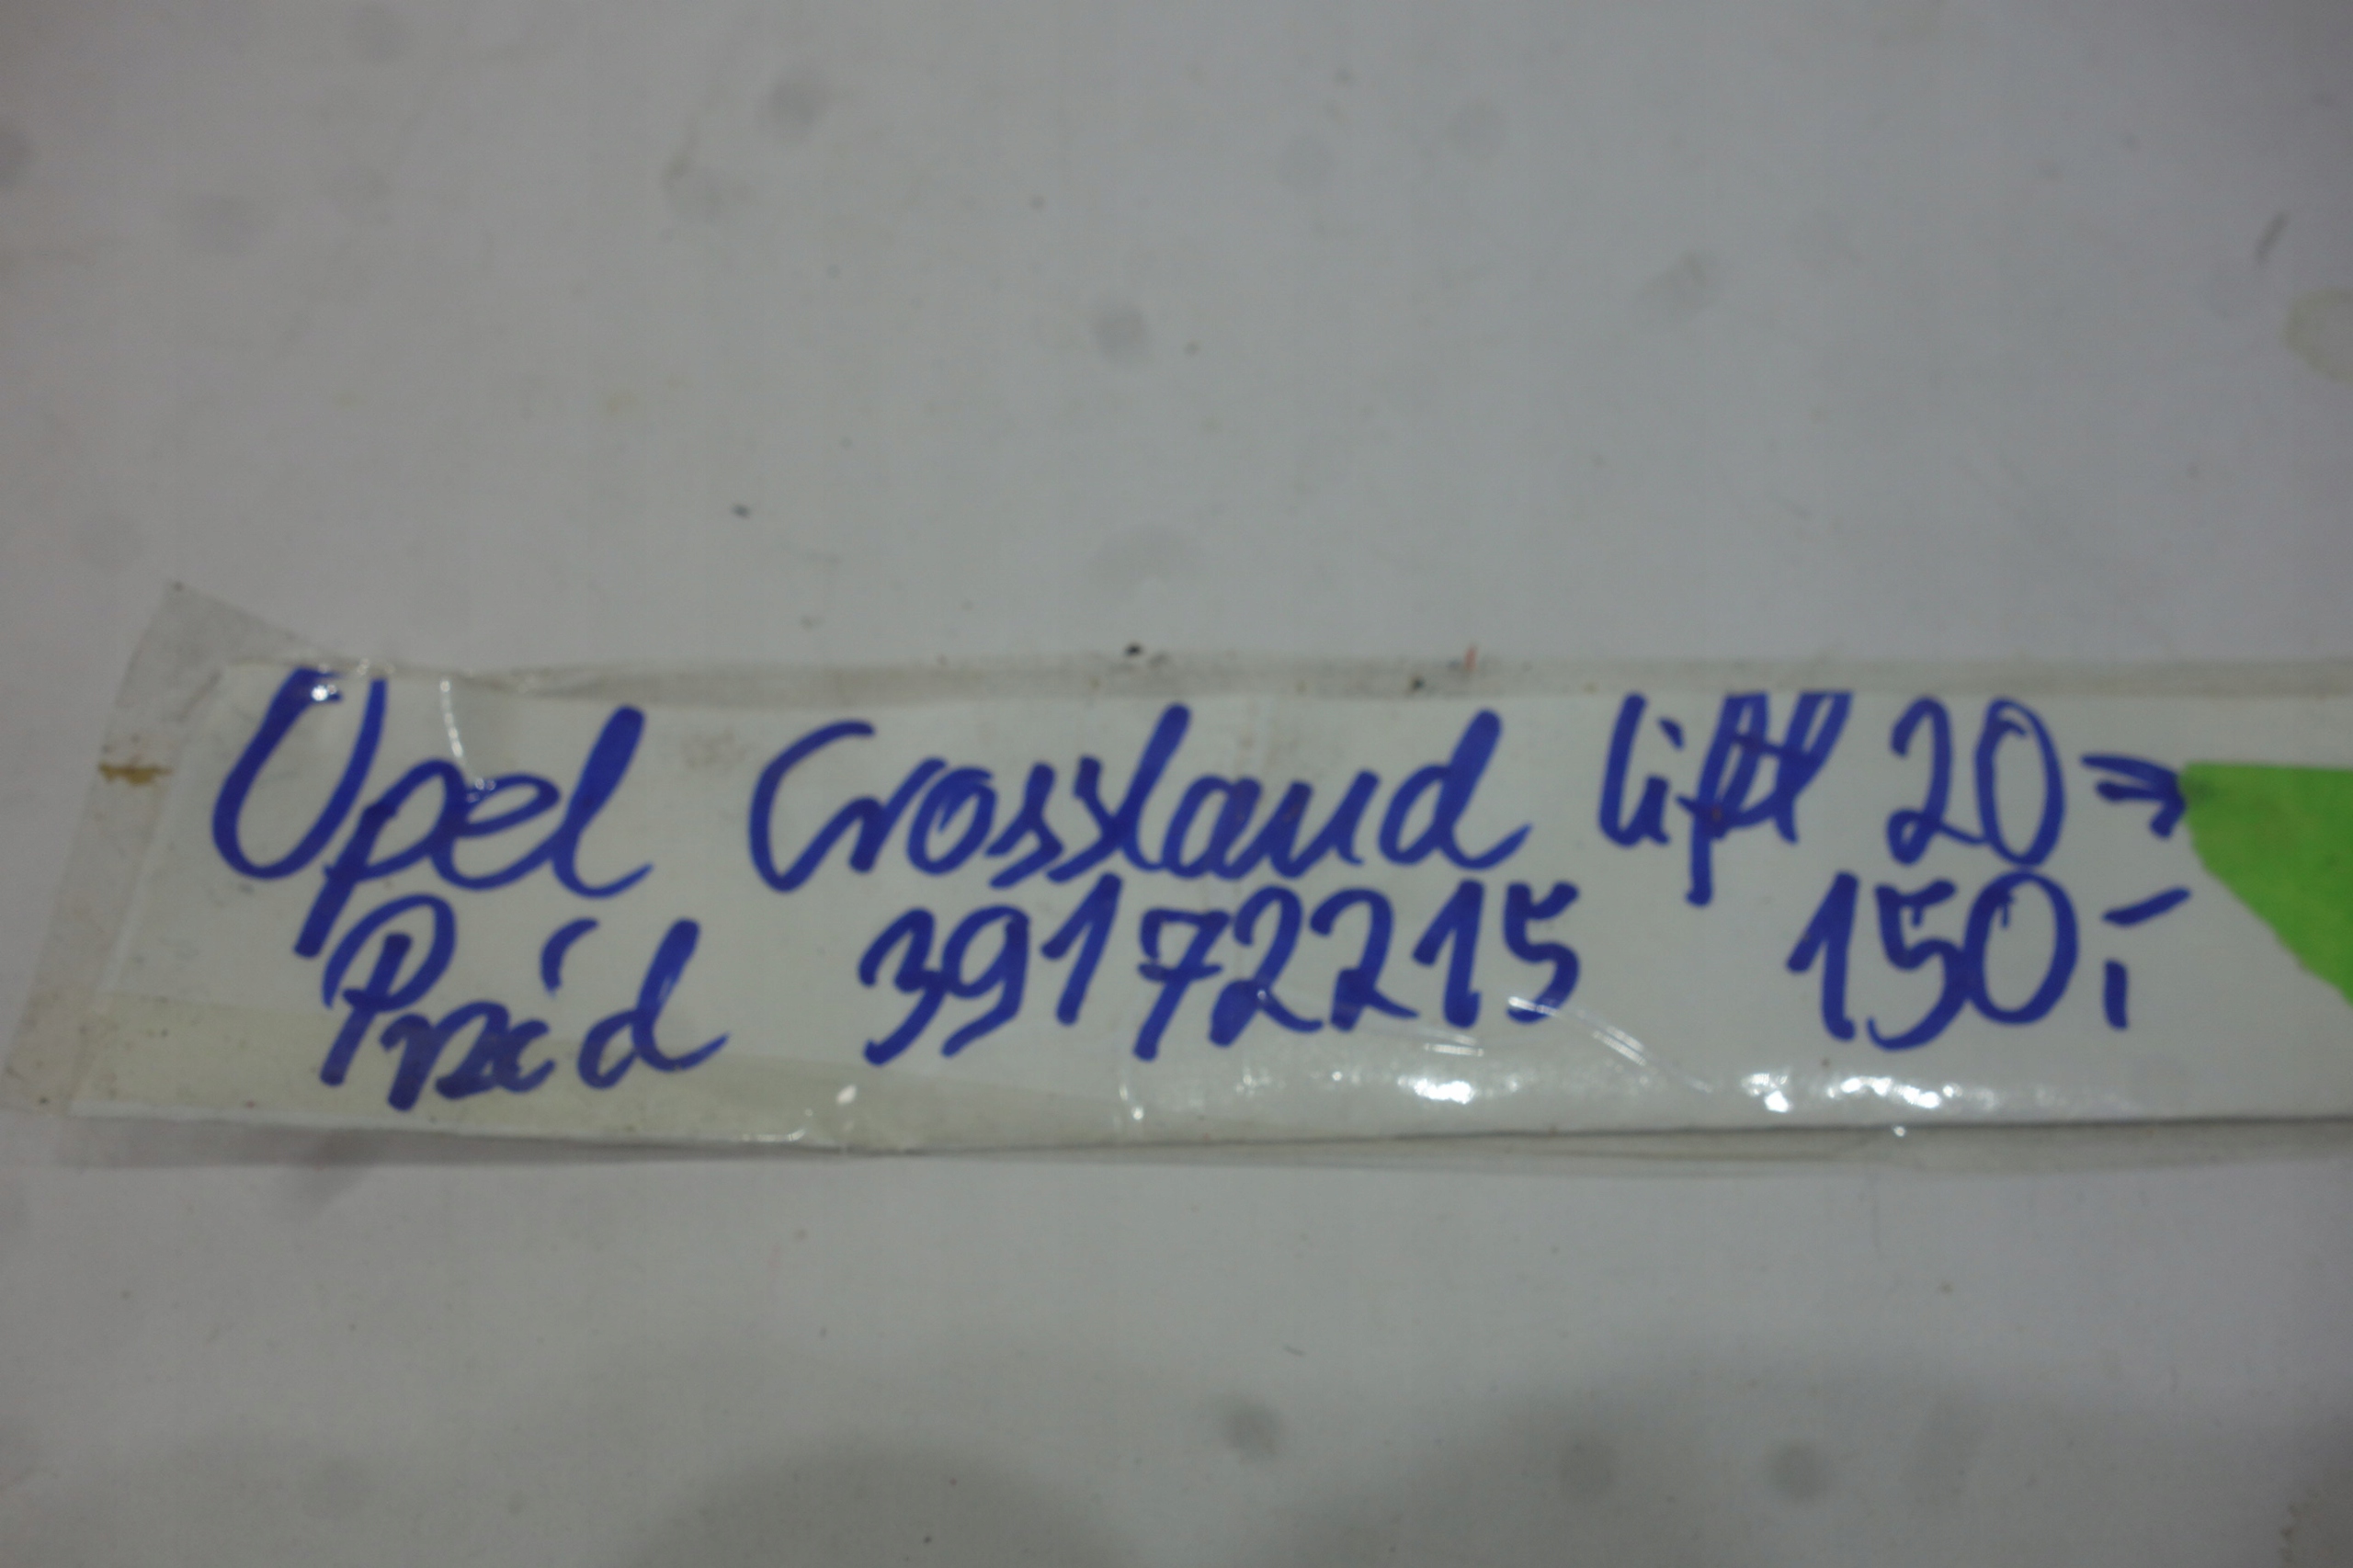 Opel Crossland lift 20→
Przód 39172215 150,-